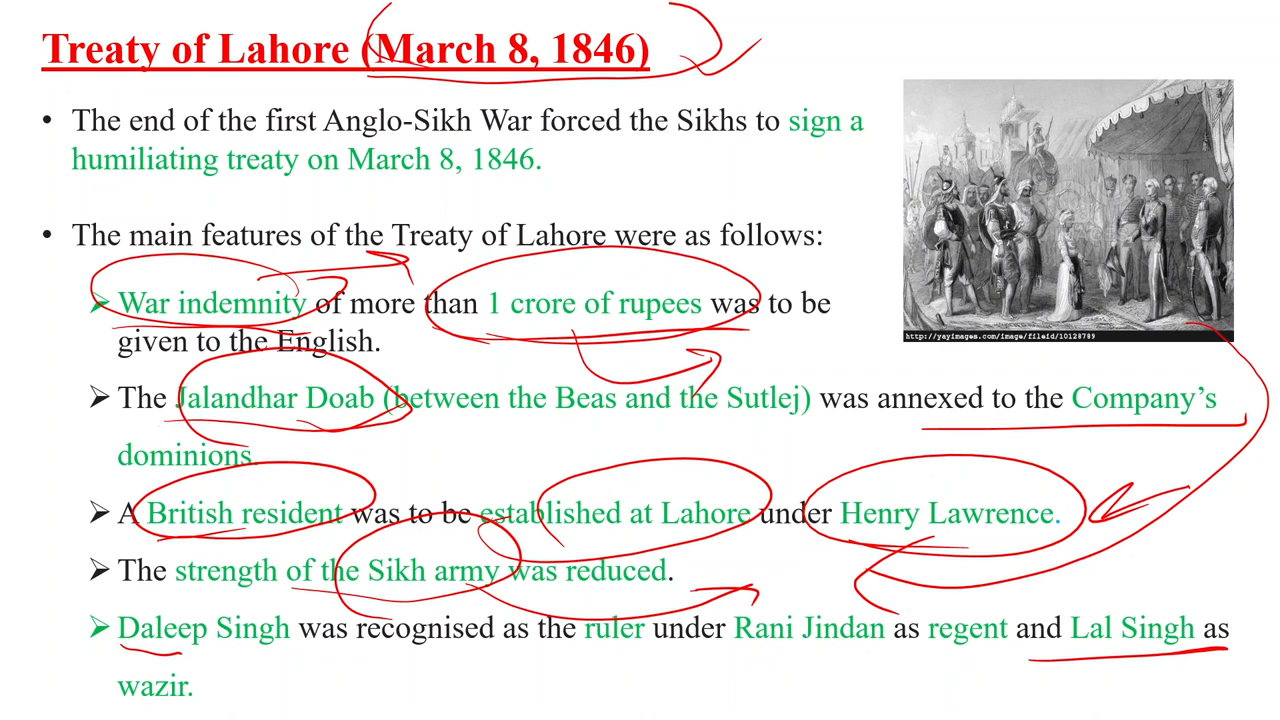 Treaty of Lahore (March 8, 1846)
• The end of the first Anglo-Sikh War forced the Sikhs to sign a
humiliating treaty on March 8, 1846.
• The main features of the Treaty of Lahore were as follows:
➢ War indemnity of more than 1 crore of rupees was to be
given to the English.
➢ The Jalandhar Doab (between the Beas and the Sutlej) was annexed to the Company's
dominions.
➢ A British resident was to be established at Lahore under Henry Lawrence.
➢ The strength of the Sikh army was reduced.
➢ Daleep Singh was recognised as the ruler under Rani Jindan as regent and Lal Singh as
wazir.
http://yayimages.com/image/fileid/10128789